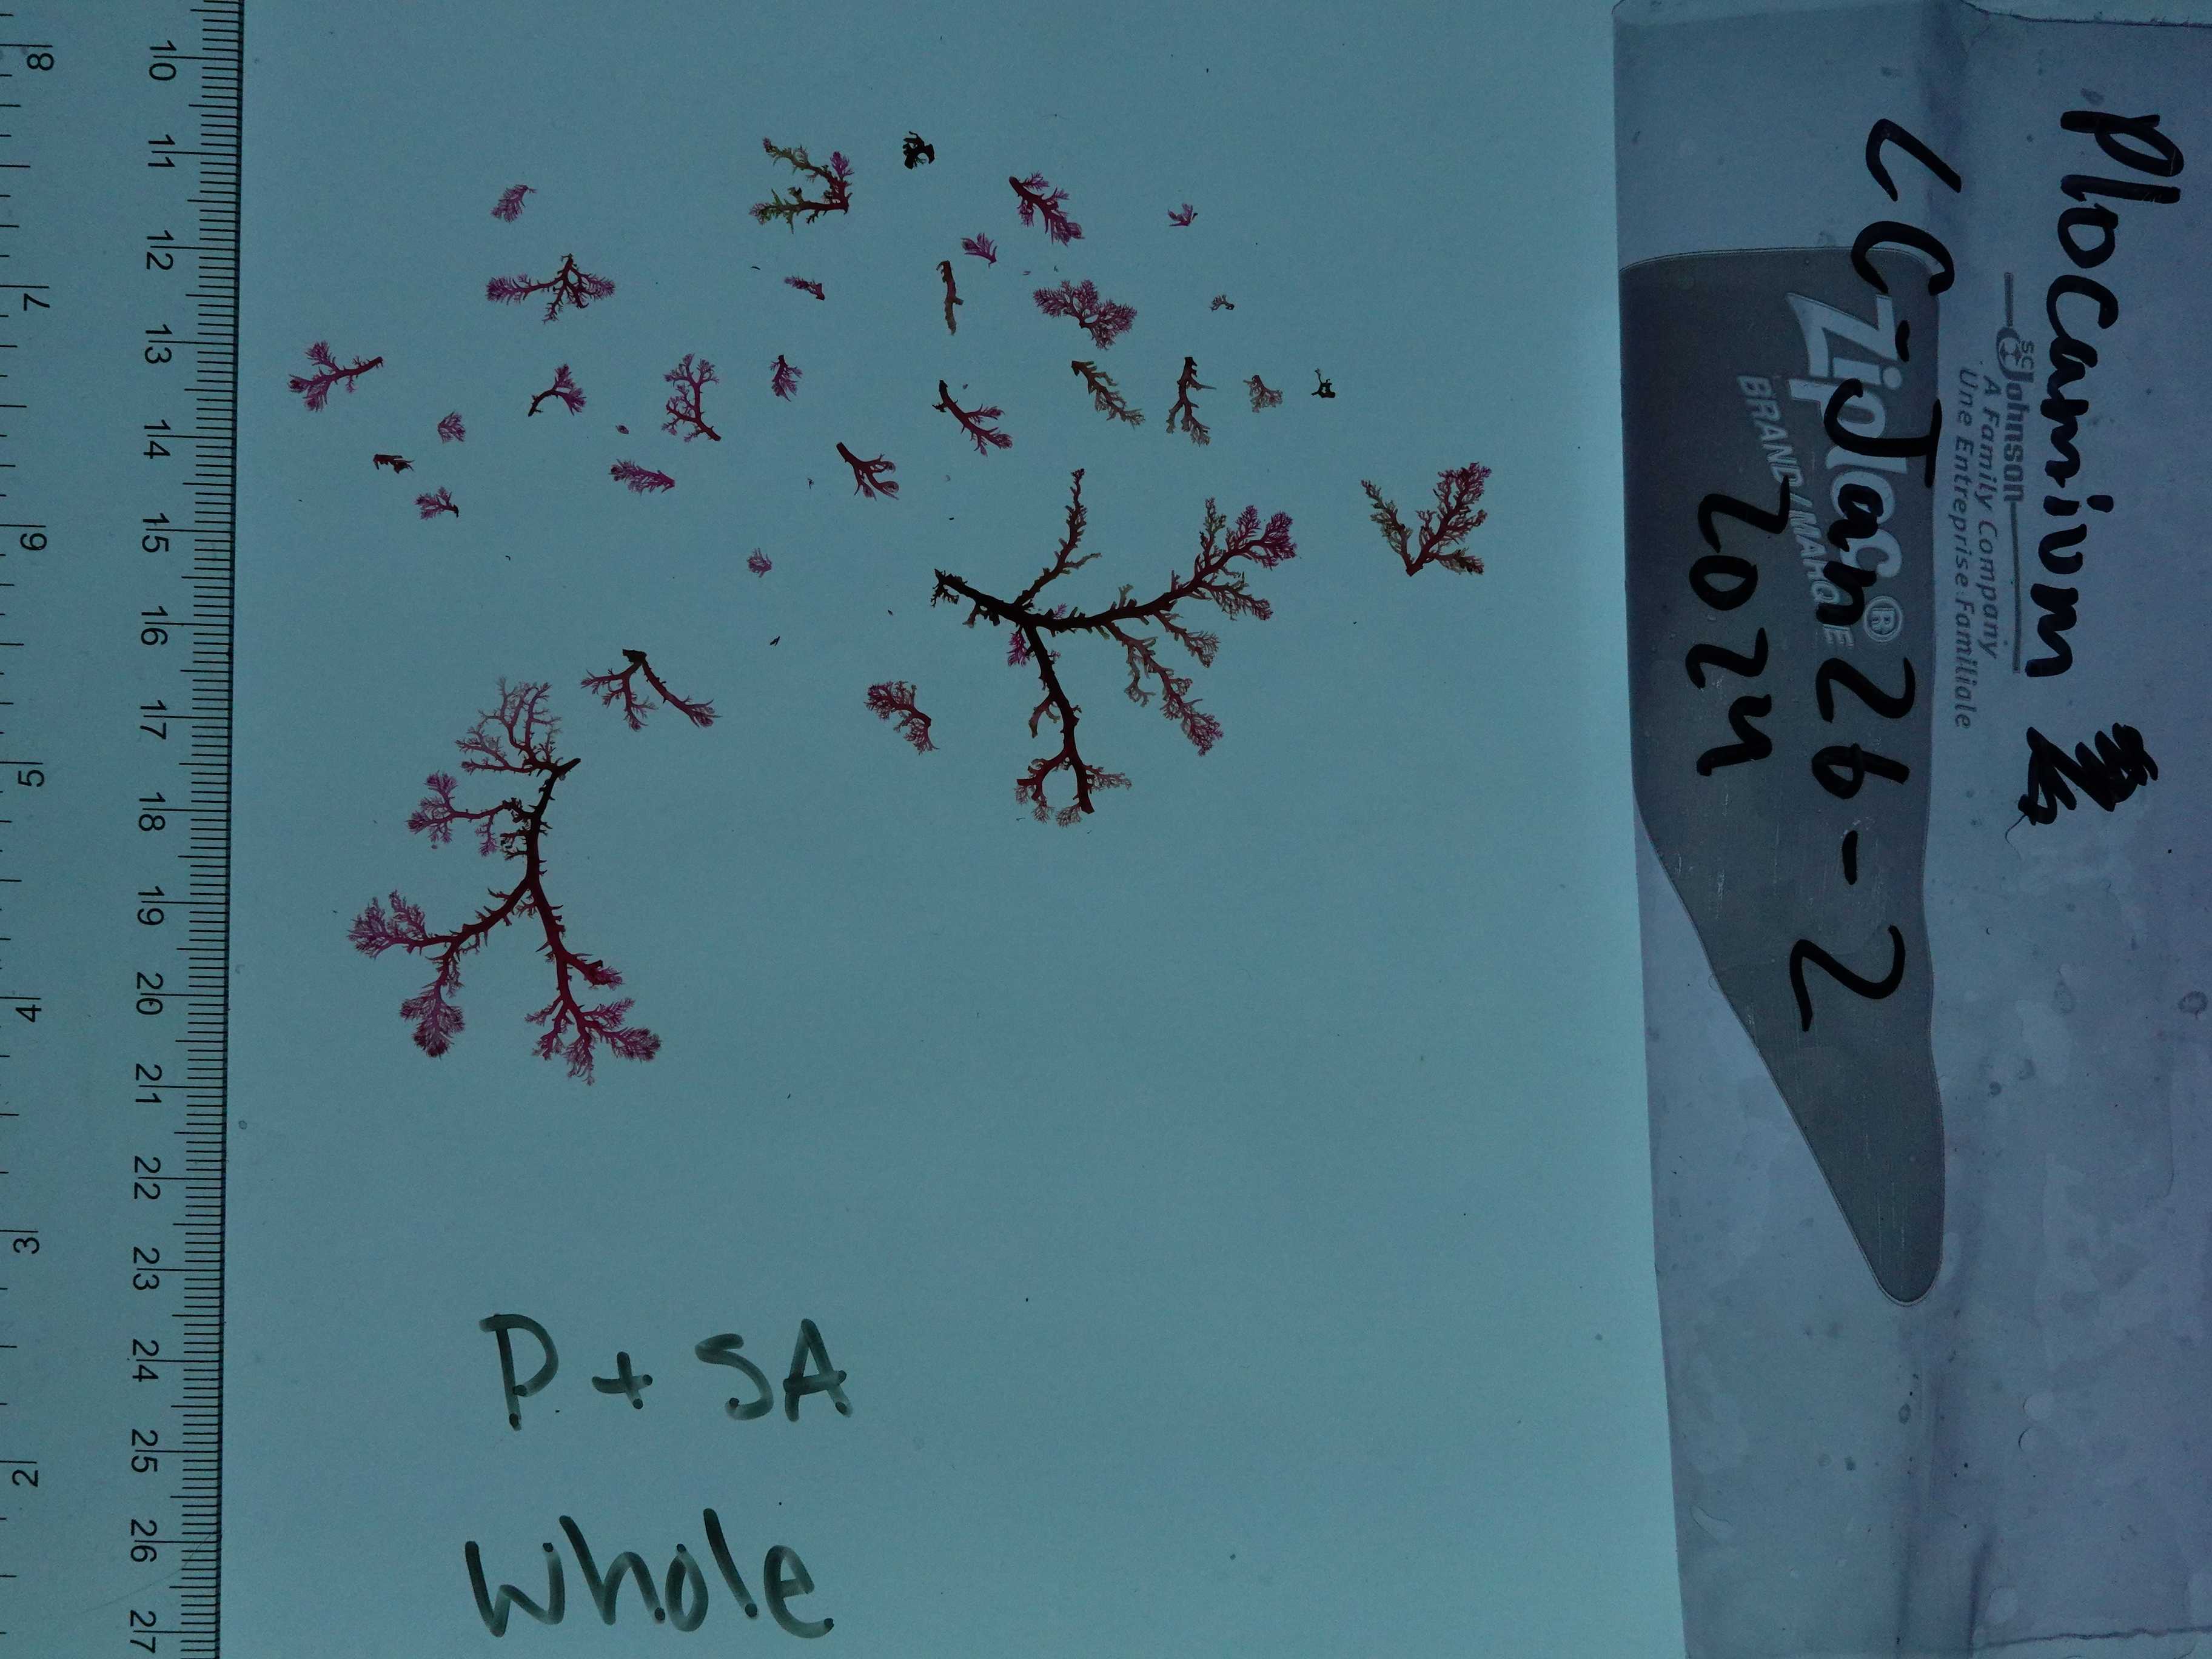 Plocamium
LC Jan 26-2
2024
Ziploc®
BRAND/MARQUE
SC Johnson
A Family Company
Une Entreprise Familiale
P + SA
Whole
10 11 12 13 14 15 16 17 18 19 20 21 22 23 24 25 26 27
8 7 6 5 4 3 2